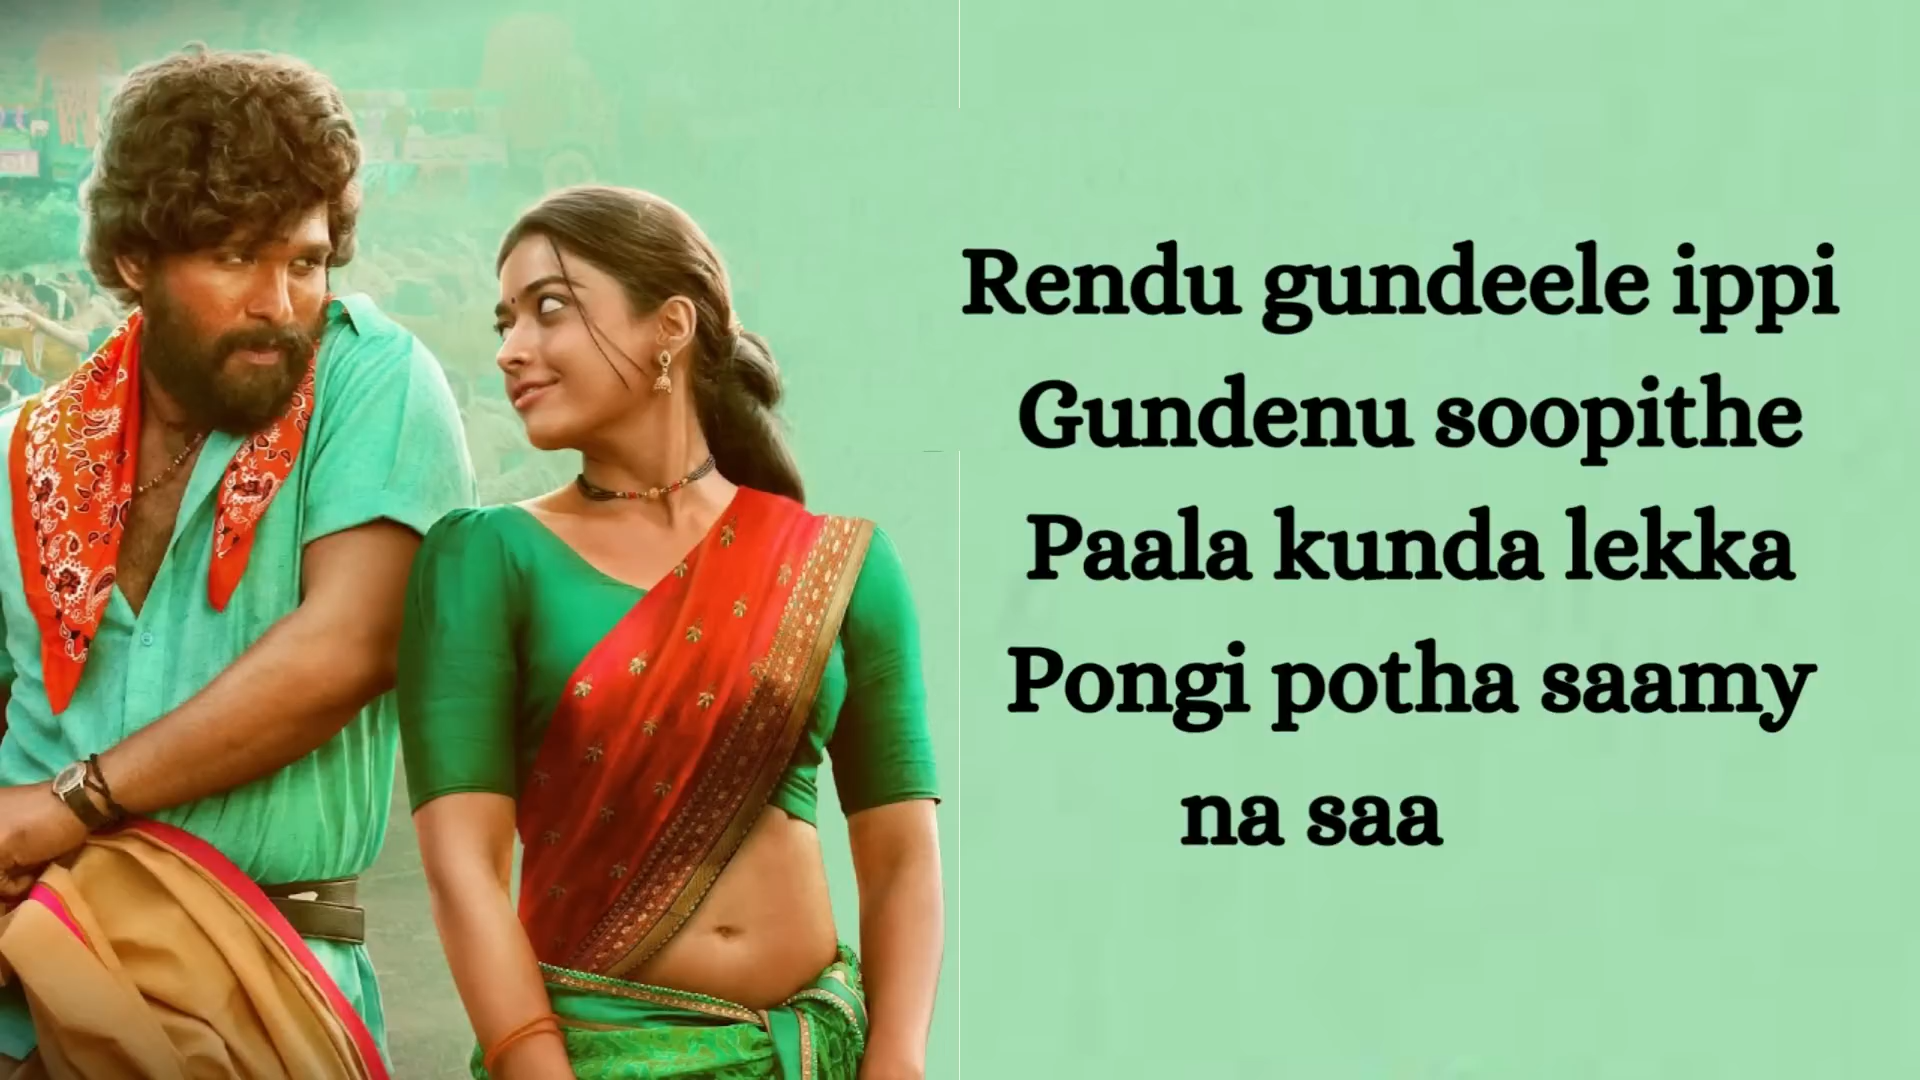 Rendu gundeele ippi
Gundenu soopithe
Paala kunda lekka
Pongi potha saamy
na saa